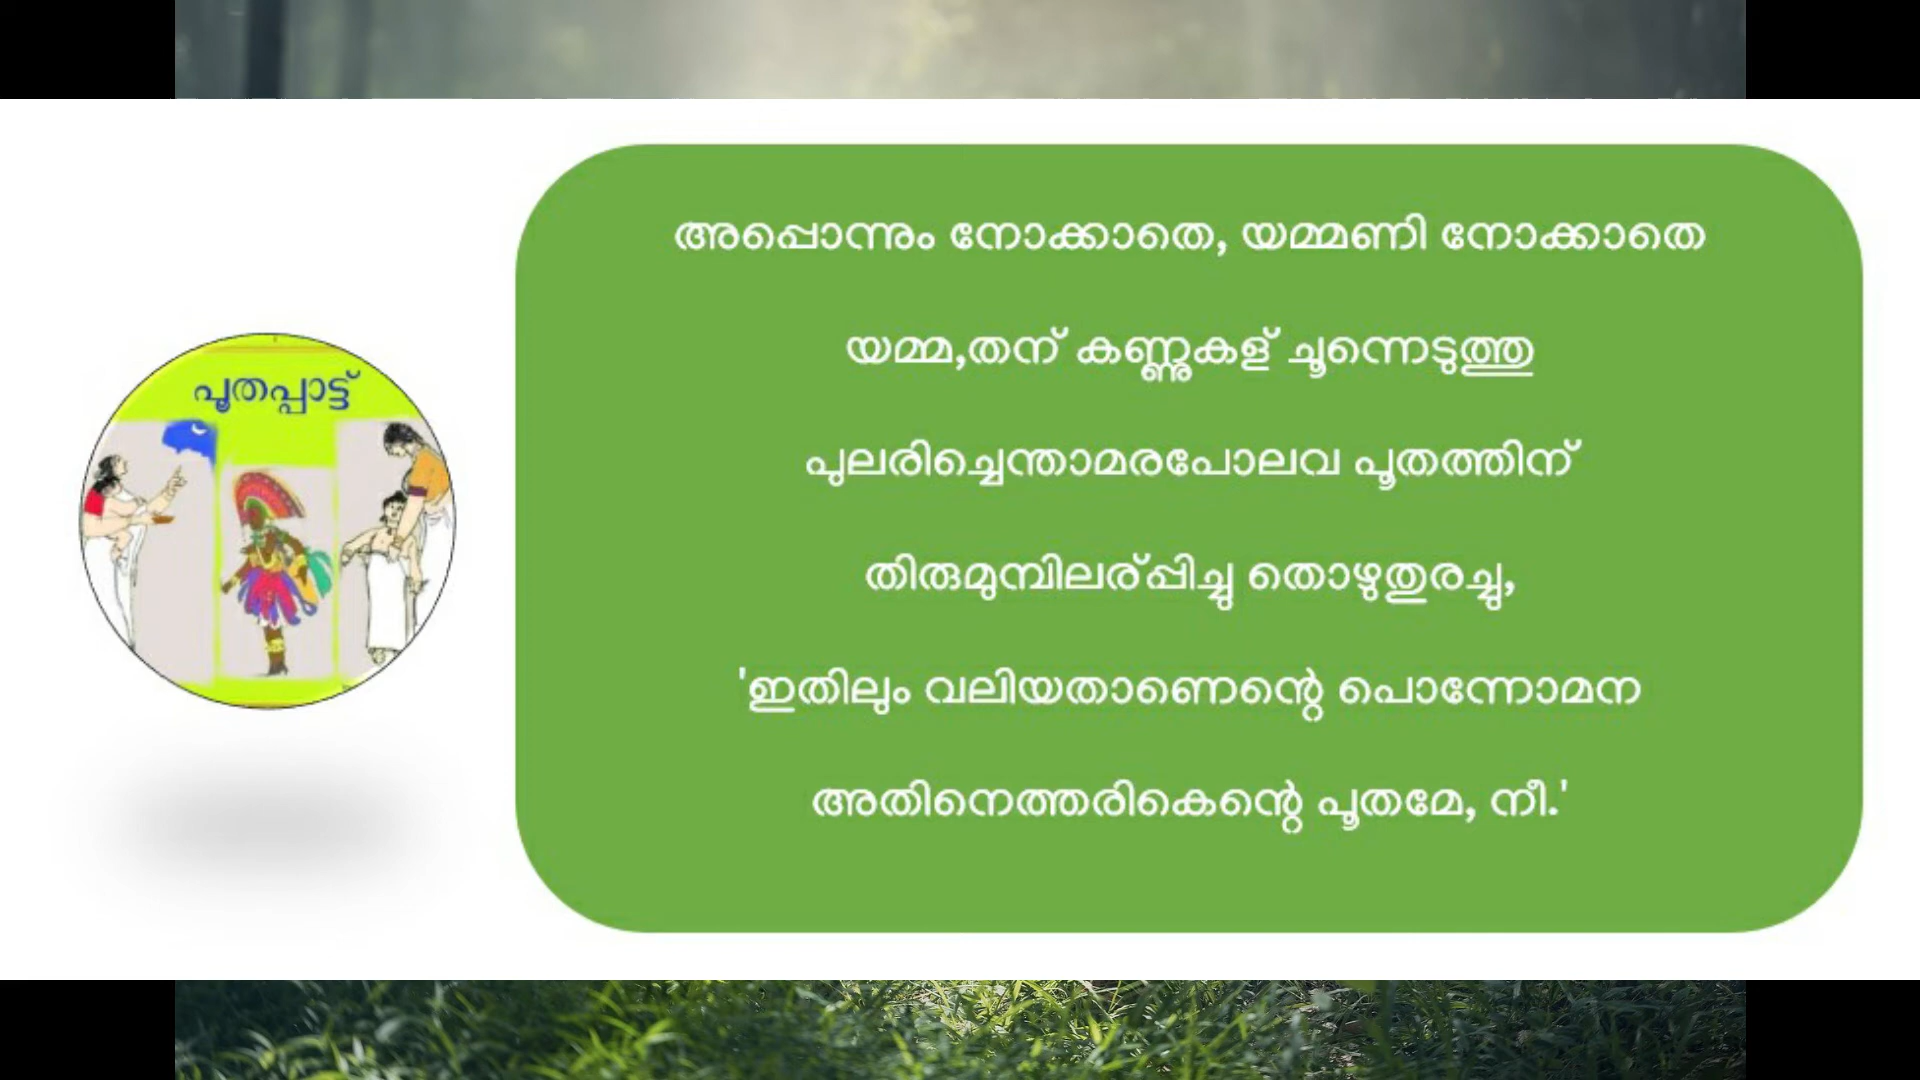 പൂതപ്പാട്ട്
അപ്പൊന്നും നോക്കാതെ, യമ്മണി നോക്കാതെ
യമ്മ,തന് കണ്ണുകള് ചൂന്നെടുത്തു
പുലരിച്ചെന്താമരപോലവ പൂതത്തിന്
തിരുമുമ്പിലര്പ്പിച്ചു തൊഴുതുരച്ചു,
'ഇതിലും വലിയതാണെന്റെ പൊന്നോമന
അതിനെത്തരികെന്റെ പൂതമേ, നീ.'